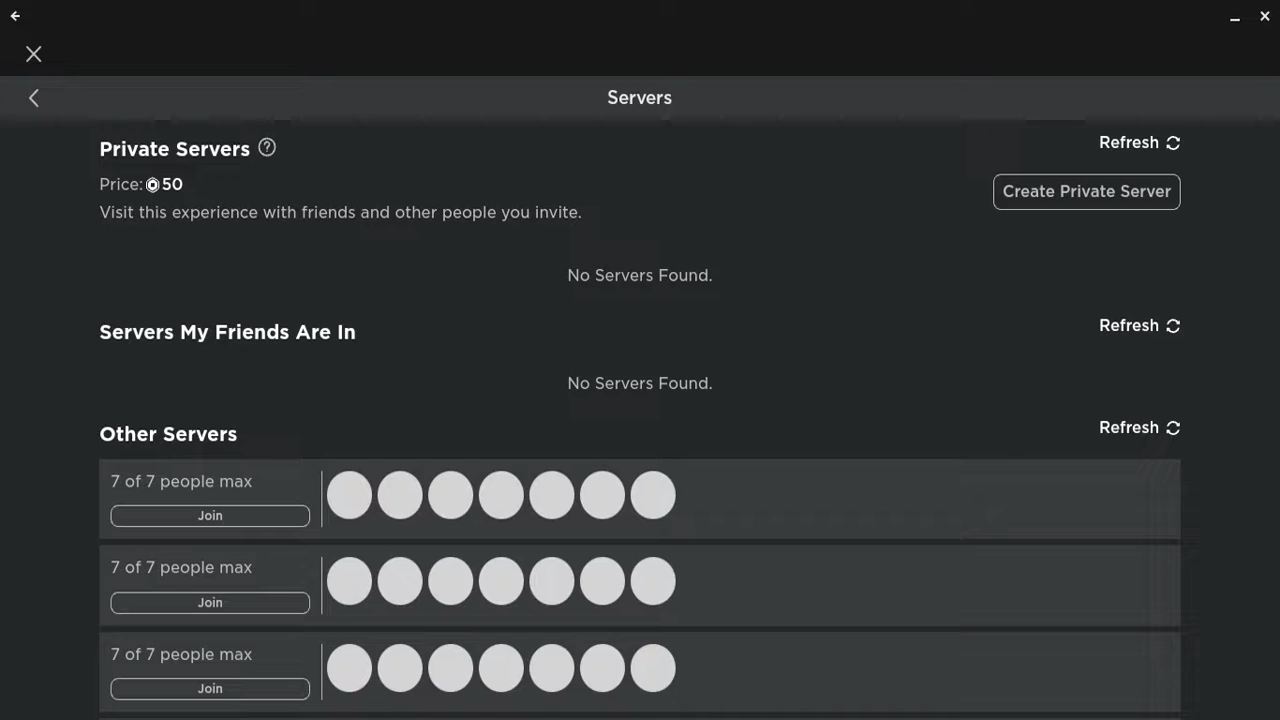 Servers
Private Servers
Refresh
Price: 50
Create Private Server
Visit this experience with friends and other people you invite.
No Servers Found.
Servers My Friends Are In
Refresh
No Servers Found.
Other Servers
Refresh
7 of 7 people max
Join
7 of 7 people max
Join
7 of 7 people max
Join